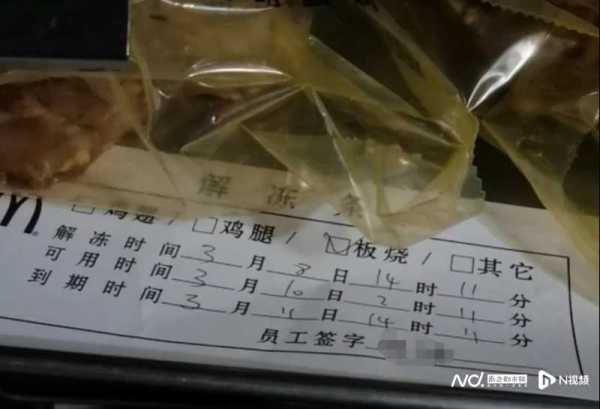 解冻条
□鸡翅 / □鸡腿 / ☑板烧 / □其它
解冻时间 3 月 8 日 14 时 11 分
可用时间 3 月 10 日 2 时 11 分
到期时间 3 月 11 日 14 时 11 分
员工签字
N视频